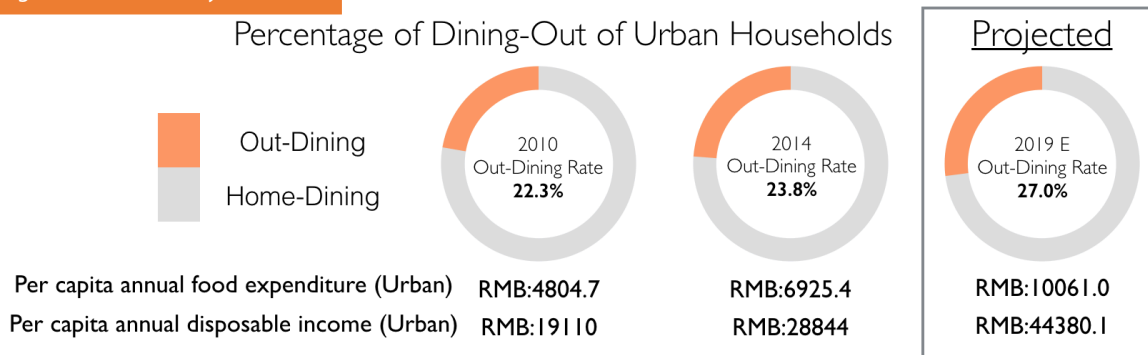 Percentage of Dining-Out of Urban Households
Projected
Out-Dining
Home-Dining
2010
Out-Dining Rate
22.3%
2014
Out-Dining Rate
23.8%
2019 E
Out-Dining Rate
27.0%
Per capita annual food expenditure (Urban) RMB:4804.7 RMB:6925.4 RMB:10061.0
Per capita annual disposable income (Urban) RMB:19110 RMB:28844 RMB:44380.1